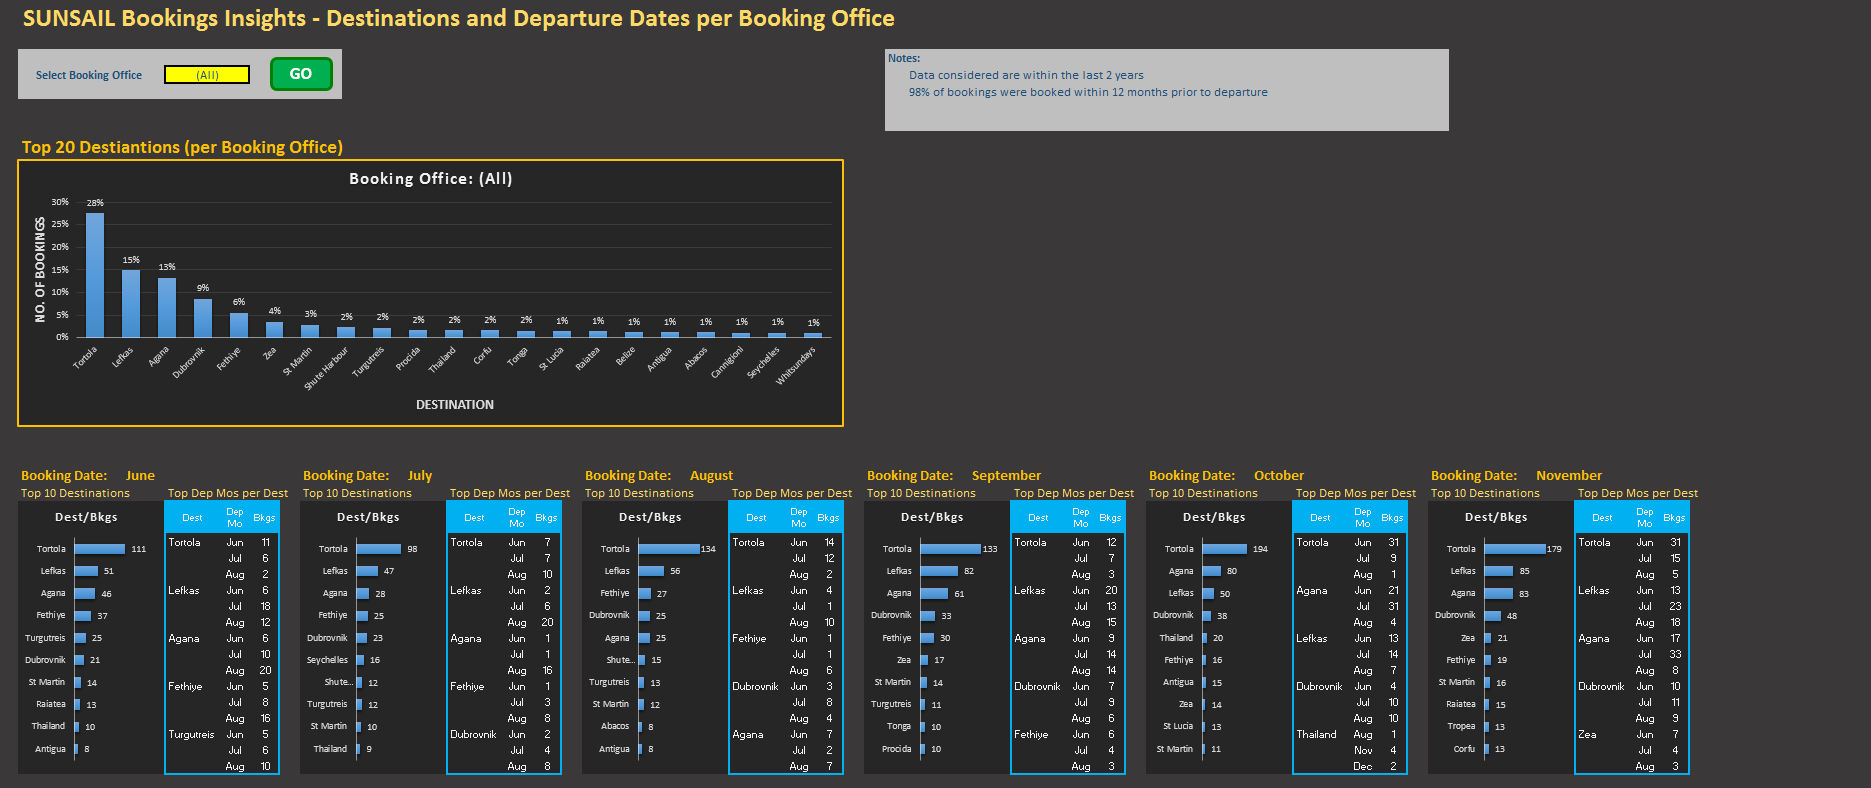 SUNSAIL Bookings Insights - Destinations and Departure Dates per Booking Office
Select Booking Office (All) GO
Notes:
Data considered are within the last 2 years
98% of bookings were booked within 12 months prior to departure
Top 20 Destiantions (per Booking Office)
Booking Office: (All)
NO. OF BOOKINGS
30%
25%
20%
15%
10%
5%
0%
28% 15% 13% 9% 6% 4% 3% 2% 2% 2% 2% 2% 2% 1% 1% 1% 1% 1% 1% 1% 1%
Tortola Lefkas Agana Dubrovnik Fethiye Zea St Martin Shute Harbour Turgutreis Procida Thailand Corfu Tonga St Lucia Raiatea Belize Antigua Abacos Cannigioni Seychelles Whitsundays
DESTINATION
Booking Date: June
Top 10 Destinations
Dest/Bkgs
Tortola 111
Lefkas 51
Agana 46
Fethiye 37
Turgutreis 25
Dubrovnik 21
St Martin 14
Raiatea 13
Thailand 10
Antigua 8
Top Dep Mos per Dest
Dest Dep Mo Bkgs
Tortola Jun 11
Jul 6
Aug 2
Lefkas Jun 6
Jul 18
Aug 12
Agana Jun 6
Jul 10
Aug 20
Fethiye Jun 5
Jul 8
Aug 16
Turgutreis Jun 5
Jul 6
Aug 10
Booking Date: July
Top 10 Destinations
Dest/Bkgs
Tortola 98
Lefkas 47
Agana 28
Fethiye 25
Dubrovnik 23
Seychelles 16
Shute... 12
Turgutreis 12
St Martin 10
Thailand 9
Top Dep Mos per Dest
Dest Dep Mo Bkgs
Tortola Jun 7
Jul 7
Aug 10
Lefkas Jun 2
Jul 6
Aug 20
Agana Jun 1
Jul 1
Aug 16
Fethiye Jun 1
Jul 3
Aug 8
Dubrovnik Jun 2
Jul 4
Aug 8
Booking Date: August
Top 10 Destinations
Dest/Bkgs
Tortola 134
Lefkas 56
Fethiye 27
Dubrovnik 25
Agana 25
Shute... 15
Turgutreis 13
St Martin 12
Abacos 8
Antigua 8
Top Dep Mos per Dest
Dest Dep Mo Bkgs
Tortola Jun 14
Jul 12
Aug 2
Lefkas Jun 4
Jul 1
Aug 10
Fethiye Jun 1
Jul 1
Aug 6
Dubrovnik Jun 3
Jul 8
Aug 4
Agana Jun 7
Jul 2
Aug 7
Booking Date: September
Top 10 Destinations
Dest/Bkgs
Tortola 133
Lefkas 82
Agana 61
Dubrovnik 33
Fethiye 30
Zea 17
St Martin 14
Turgutreis 11
Tonga 10
Procida 10
Top Dep Mos per Dest
Dest Dep Mo Bkgs
Tortola Jun 12
Jul 7
Aug 3
Lefkas Jun 20
Jul 13
Aug 15
Agana Jun 9
Jul 14
Aug 14
Dubrovnik Jun 7
Jul 9
Aug 6
Fethiye Jun 6
Jul 4
Aug 3
Booking Date: October
Top 10 Destinations
Dest/Bkgs
Tortola 194
Agana 80
Lefkas 50
Dubrovnik 38
Thailand 20
Fethiye 16
Antigua 15
Zea 14
St Lucia 13
St Martin 11
Top Dep Mos per Dest
Dest Dep Mo Bkgs
Tortola Jun 31
Jul 9
Aug 1
Agana Jun 21
Jul 31
Aug 4
Lefkas Jun 13
Jul 14
Aug 7
Dubrovnik Jun 4
Jul 10
Aug 10
Thailand Aug 1
Nov 4
Dec 2
Booking Date: November
Top 10 Destinations
Dest/Bkgs
Tortola 179
Lefkas 85
Agana 83
Dubrovnik 48
Zea 21
Fethiye 19
St Martin 16
Raiatea 15
Tropea 13
Corfu 13
Top Dep Mos per Dest
Dest Dep Mo Bkgs
Tortola Jun 31
Jul 15
Aug 5
Lefkas Jun 13
Jul 23
Aug 18
Agana Jun 17
Jul 33
Aug 8
Dubrovnik Jun 10
Jul 11
Aug 9
Zea Jun 7
Jul 4
Aug 3